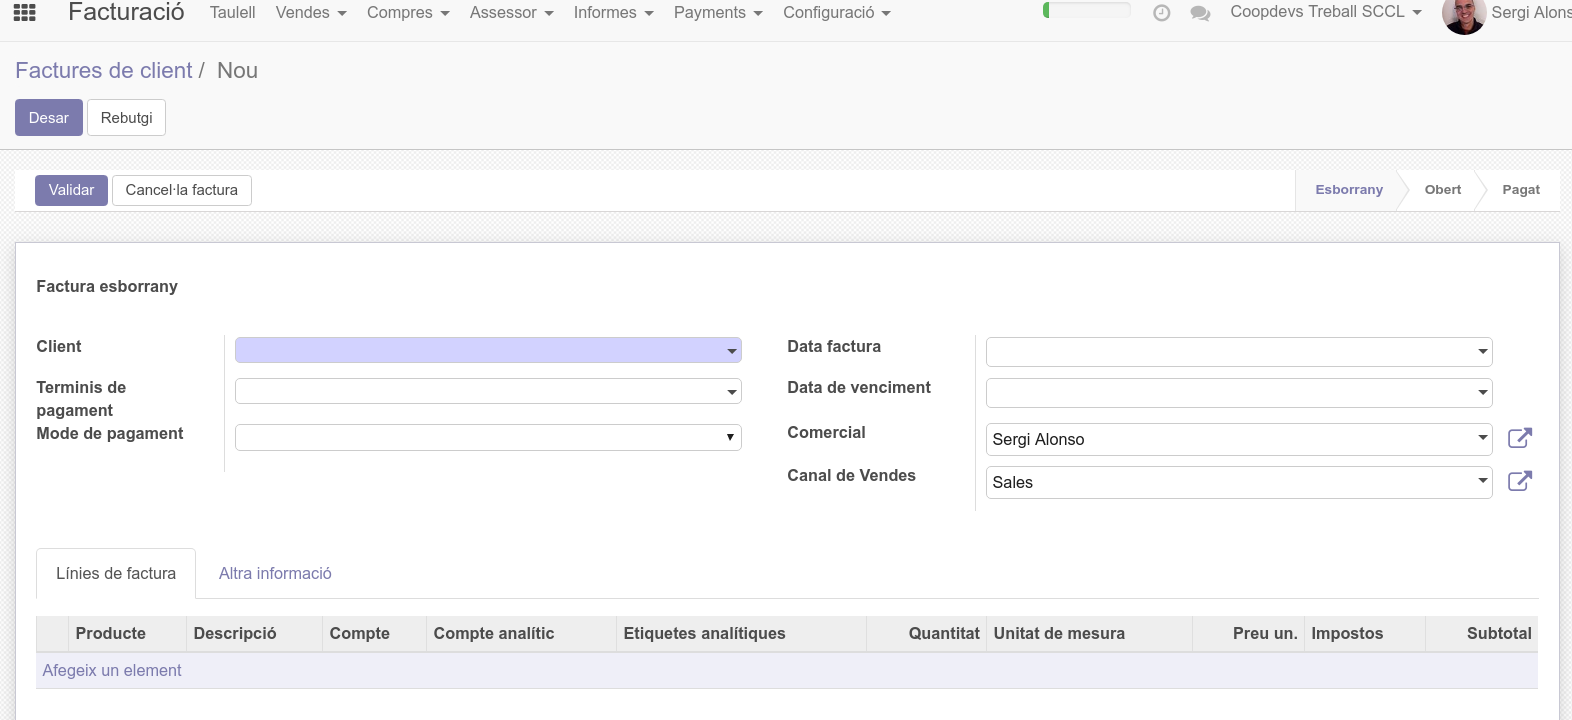 Facturació Taulell Vendes Compres Assessor Informes Payments Configuració Coopdevs Treball SCCL Sergi Alons
Factures de client / Nou
Desar Rebutgi
Validar Cancel·la factura Esborrany Obert Pagat
Factura esborrany
Client
Terminis de
pagament
Mode de pagament
Data factura
Data de venciment
Comercial Sergi Alonso
Canal de Vendes Sales
Línies de factura Altra informació
Producte Descripció Compte Compte analític Etiquetes analítiques Quantitat Unitat de mesura Preu un. Impostos Subtotal
Afegeix un element